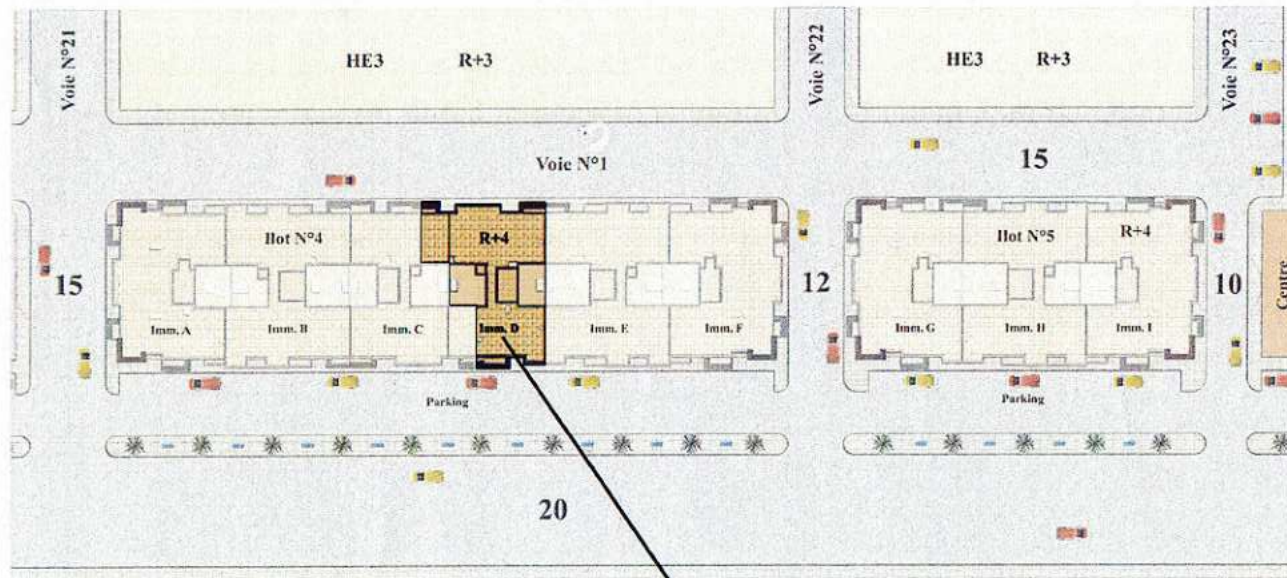 Voie N°21
HE3 R+3
Voie N°22
HE3 R+3
Voie N°23
Voie N°1
15
Ilot N°4
R+4
Ilot N°5
R+4
15
12
10
Centre
Imm. A
Imm. B
Imm. C
Imm. D
Imm. E
Imm. F
Imm. G
Imm. H
Imm. I
Parking
Parking
20